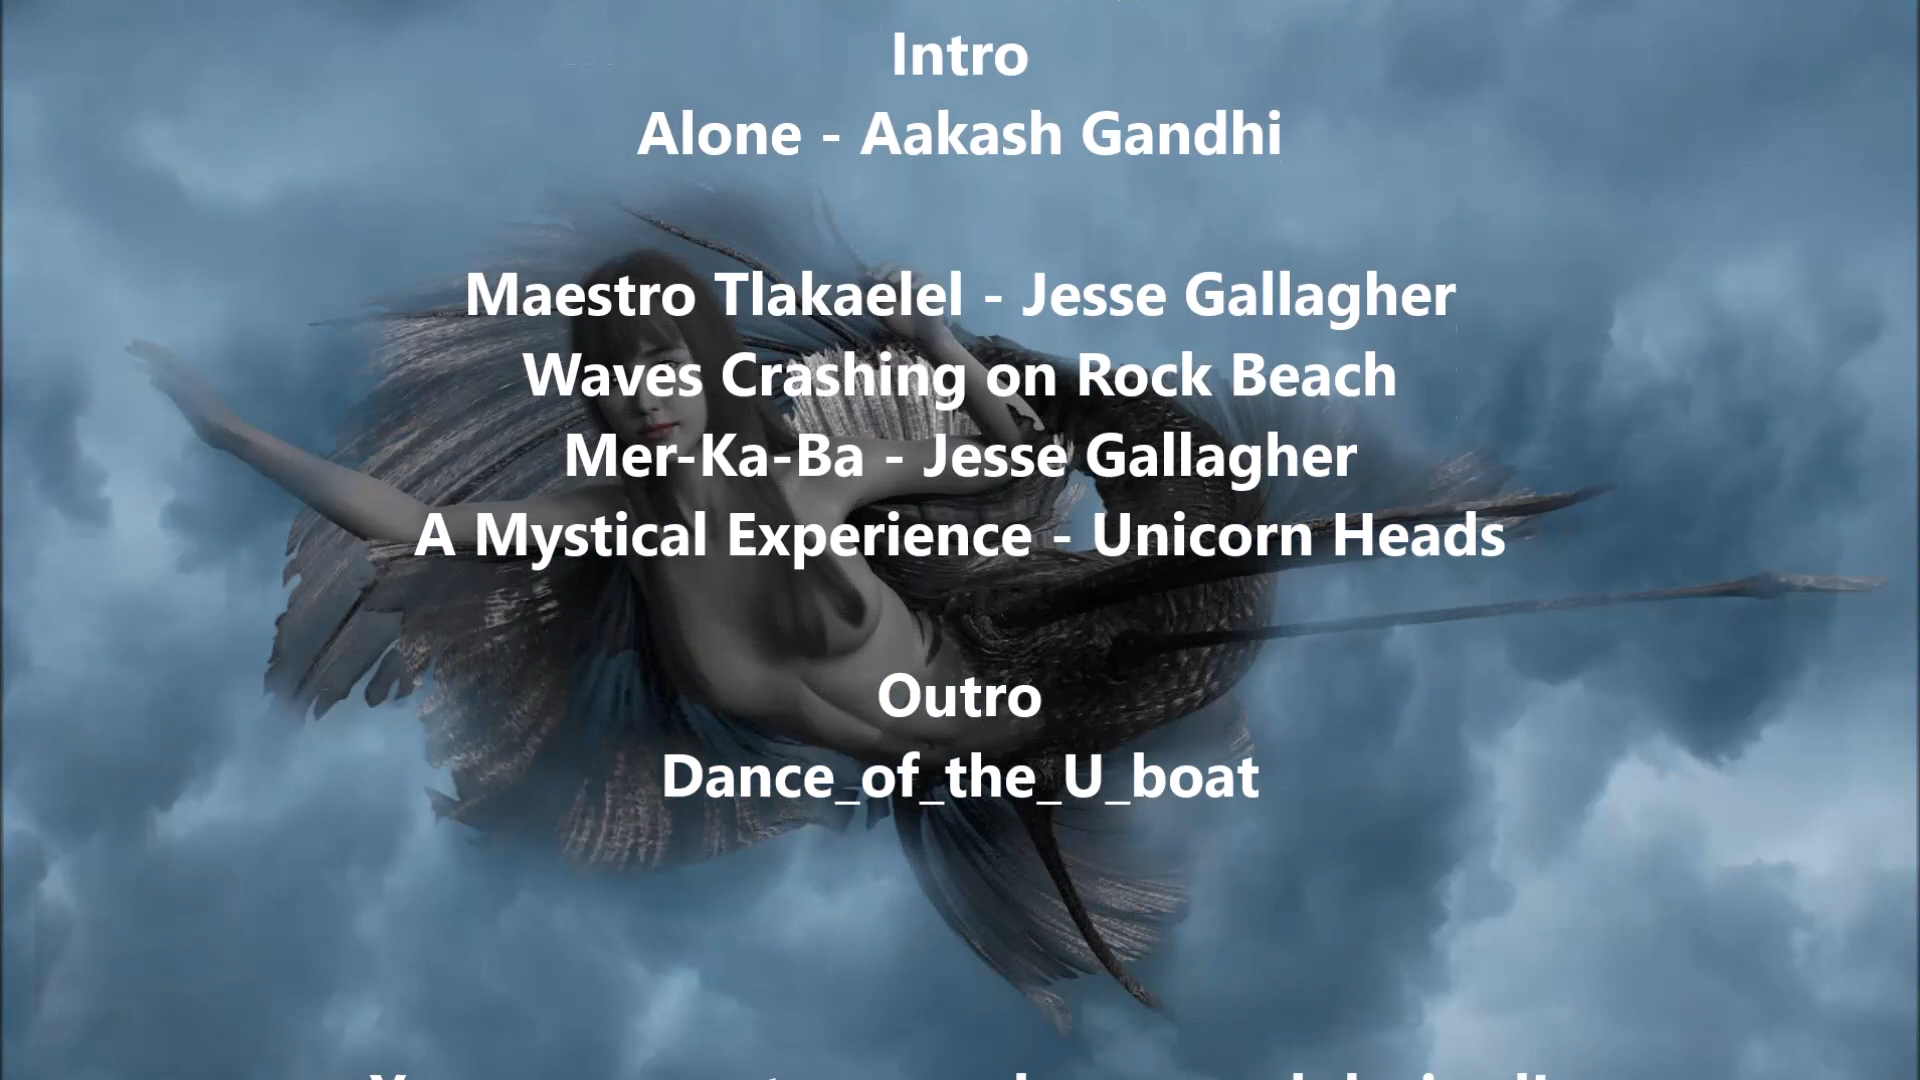 Intro
Alone - Aakash Gandhi
Maestro Tlakaelel - Jesse Gallagher
Waves Crashing on Rock Beach
Mer-Ka-Ba - Jesse Gallagher
A Mystical Experience - Unicorn Heads
Outro
Dance_of_the_U_boat